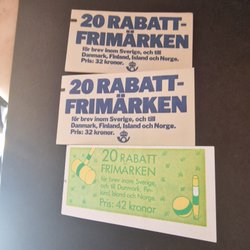 20 RABATT-
FRIMÄRKEN
för brev inom Sverige, och till
Danmark, Finland, Island och Norge.
Pris: 32 kronor.
20 RABATT-
FRIMÄRKEN
för brev inom Sverige, och till
Danmark, Finland, Island och Norge.
Pris: 32 kronor.
20 RABATT
FRIMÄRKEN
för brev inom Sverige,
och till Danmark, Fin-
land, Island och Norge.
Pris: 42 kronor